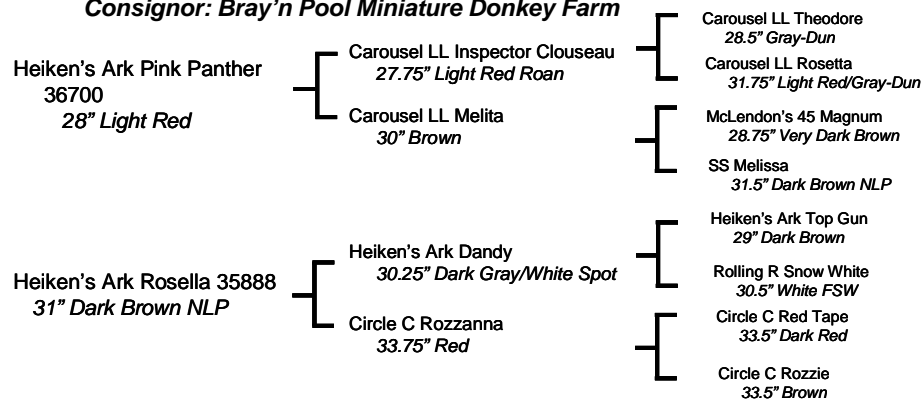 Consignor: Bray'n Pool Miniature Donkey Farm
Heiken's Ark Pink Panther
36700
28" Light Red
Carousel LL Inspector Clouseau
27.75" Light Red Roan
Carousel LL Melita
30" Brown
Carousel LL Theodore
28.5" Gray-Dun
Carousel LL Rosetta
31.75" Light Red/Gray-Dun
McLendon's 45 Magnum
28.75" Very Dark Brown
SS Melissa
31.5" Dark Brown NLP
Heiken's Ark Rosella 35888
31" Dark Brown NLP
Heiken's Ark Dandy
30.25" Dark Gray/White Spot
Circle C Rozzanna
33.75" Red
Heiken's Ark Top Gun
29" Dark Brown
Rolling R Snow White
30.5" White FSW
Circle C Red Tape
33.5" Dark Red
Circle C Rozzie
33.5" Brown